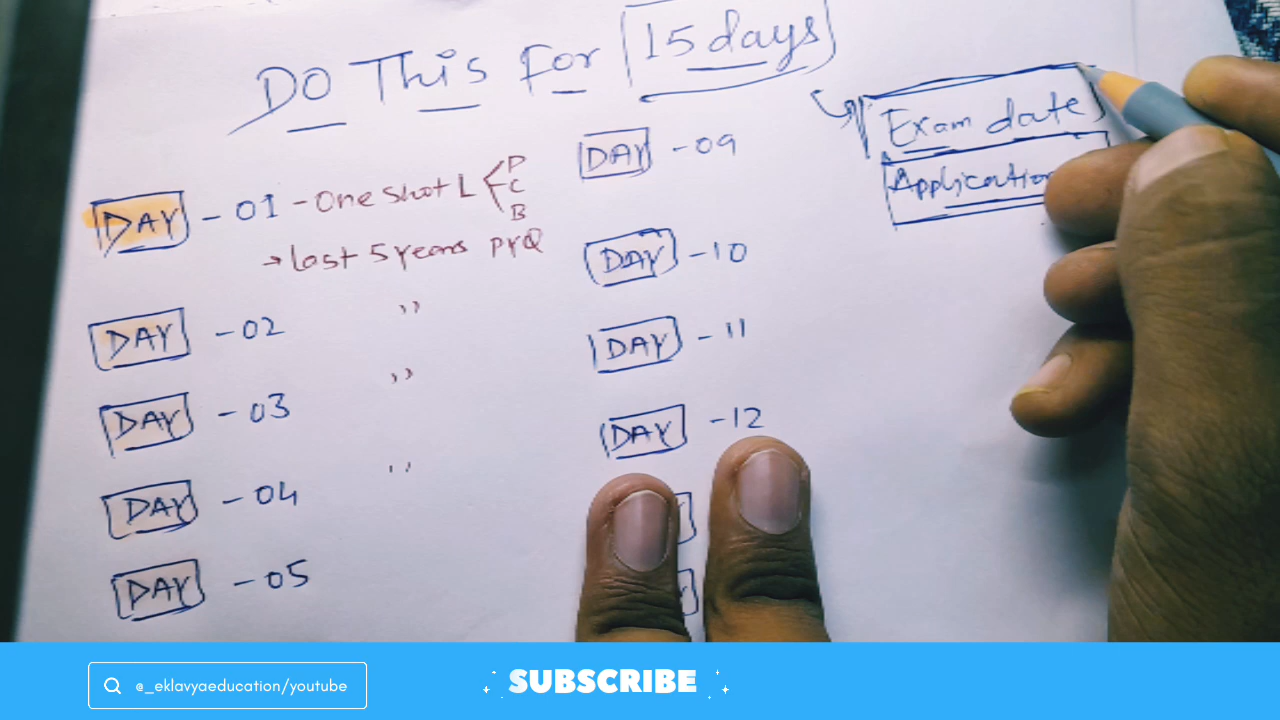 DO This For 15 days
DAY - 01 - One shot L P
C
B
→ last 5 years PYQ
DAY - 02 "
DAY - 03 "
DAY - 04 "
DAY - 05
DAY - 09
DAY - 10
DAY - 11
DAY - 12
Exam date
Application
@_eklavyaeducation/youtube
SUBSCRIBE